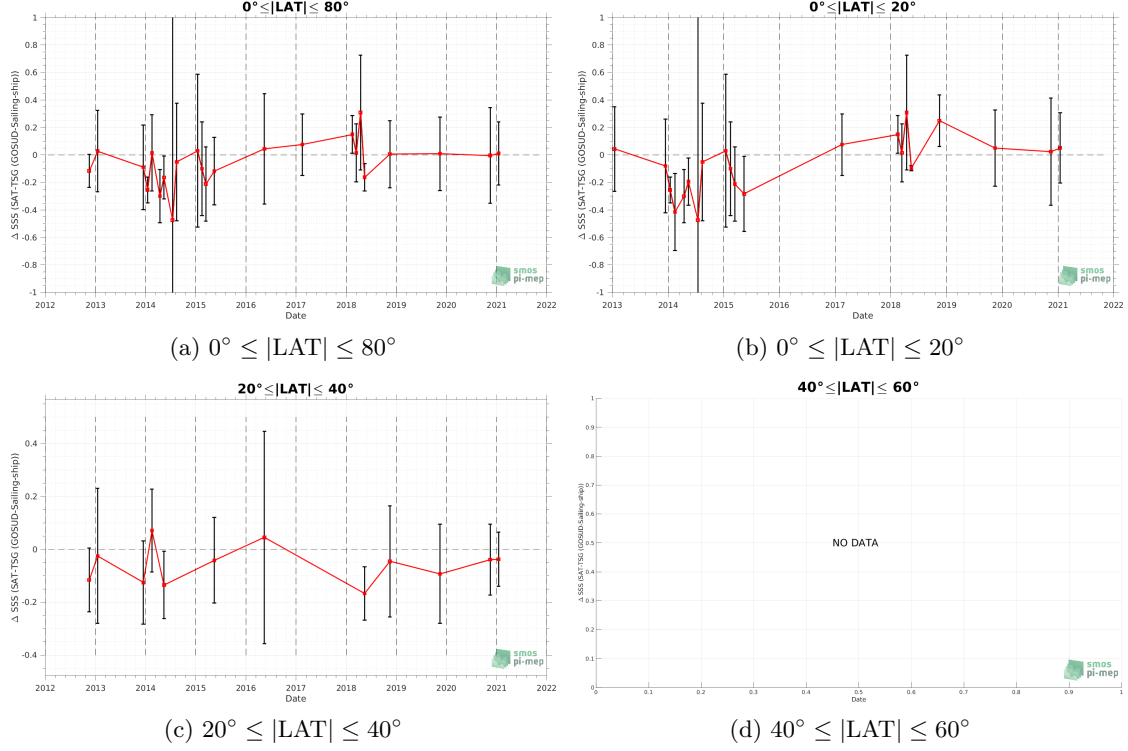 0°≤|LAT|≤ 80°
Δ SSS (SAT-TSG (GOSUD-Sailing-ship))
1
0.8
0.6
0.4
0.2
0
-0.2
-0.4
-0.6
-0.8
-1
2012 2013 2014 2015 2016 2017 2018 2019 2020 2021 2022
Date
smos
pi-mep
(a) 0° ≤ |LAT| ≤ 80°
0°≤|LAT|≤ 20°
Δ SSS (SAT-TSG (GOSUD-Sailing-ship))
1
0.8
0.6
0.4
0.2
0
-0.2
-0.4
-0.6
-0.8
-1
2013 2014 2015 2016 2017 2018 2019 2020 2021 2022
Date
smos
pi-mep
(b) 0° ≤ |LAT| ≤ 20°
20°≤|LAT|≤ 40°
Δ SSS (SAT-TSG (GOSUD-Sailing-ship))
0.4
0.2
0
-0.2
-0.4
2012 2013 2014 2015 2016 2017 2018 2019 2020 2021 2022
Date
smos
pi-mep
(c) 20° ≤ |LAT| ≤ 40°
40°≤|LAT|≤ 60°
Δ SSS (SAT-TSG (GOSUD-Sailing-ship))
1
0.9
0.8
0.7
0.6
0.5
0.4
0.3
0.2
0.1
0
NO DATA
0 0.1 0.2 0.3 0.4 0.5 0.6 0.7 0.8 0.9 1
Date
smos
pi-mep
(d) 40° ≤ |LAT| ≤ 60°